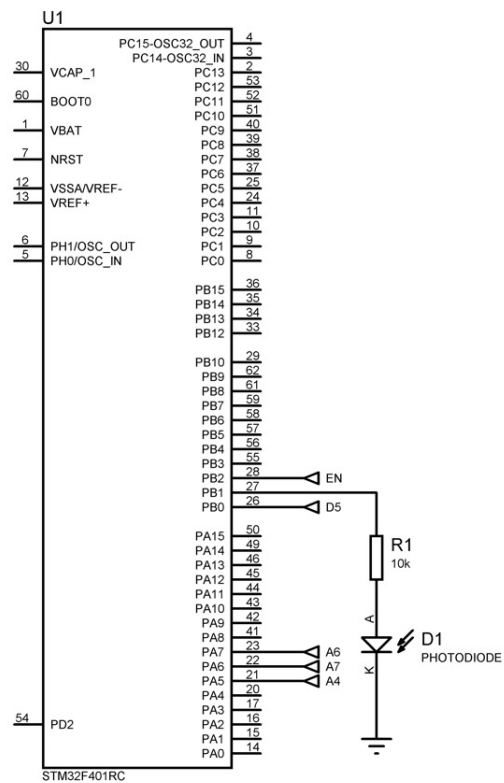 U1
PC15-OSC32_OUT 4
PC14-OSC32_IN 3
30 VCAP_1 PC13 2
PC12 53
60 BOOT0 PC11 52
PC10 51
1 VBAT PC9 40
PC8 39
7 NRST PC7 38
PC6 37
12 VSSA/VREF- PC5 25
13 VREF+ PC4 24
PC3 11
PC2 10
6 PH1/OSC_OUT PC1 9
5 PH0/OSC_IN PC0 8
PB15 36
PB14 35
PB13 34
PB12 33
PB10 29
PB9 62
PB8 61
PB7 59
PB6 58
PB5 57
PB4 56
PB3 55
PB2 28 EN
PB1 27
PB0 26 D5
PA15 50
PA14 49
PA13 46
PA12 45
PA11 44
PA10 43
PA9 42
PA8 41
PA7 23 A6
PA6 22 A7
PA5 21 A4
PA4 20
PA3 17
54 PD2 PA2 16
PA1 15
PA0 14
STM32F401RC
R1
10k
A
D1
PHOTODIODE
K